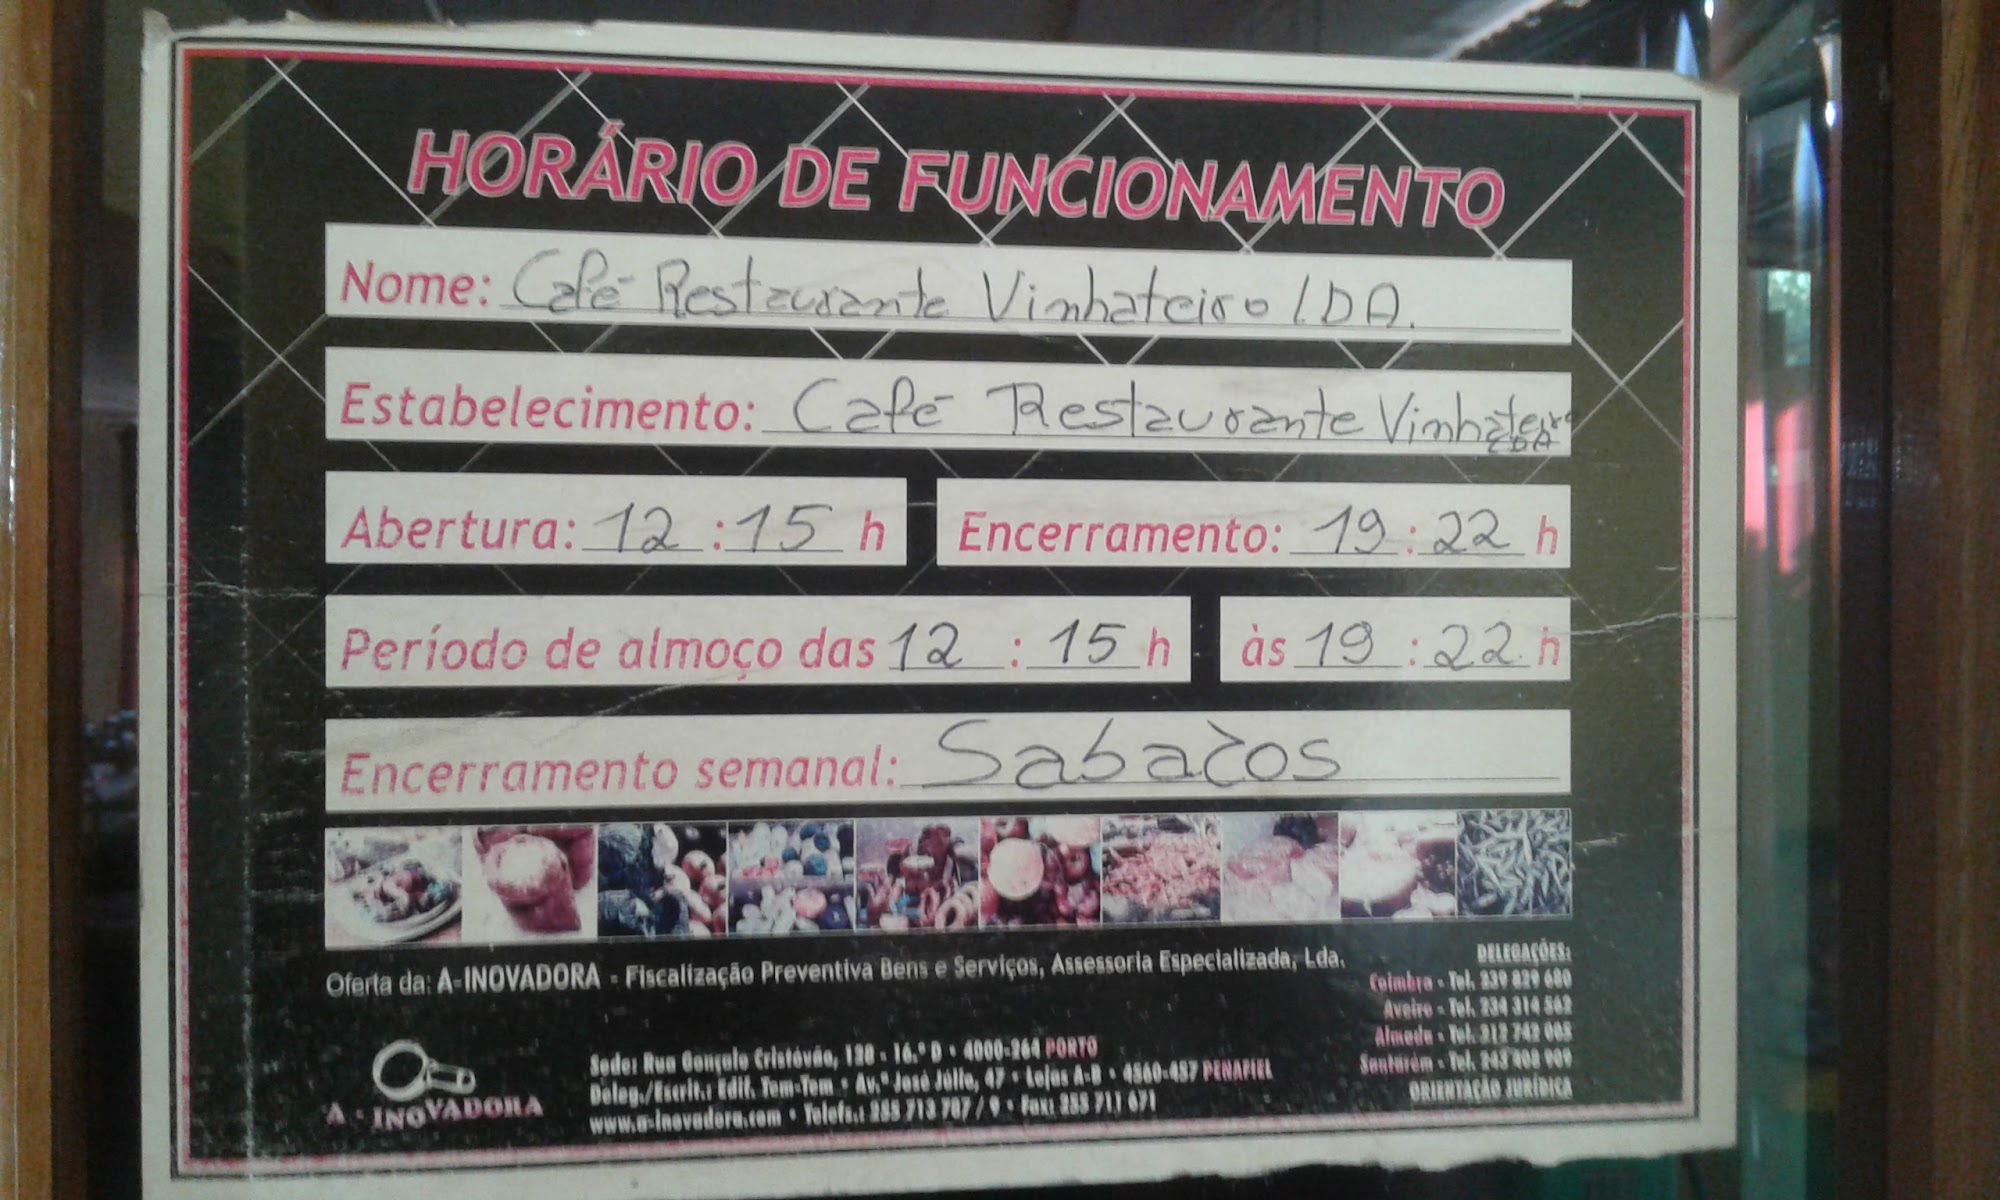 HORÁRIO DE FUNCIONAMENTO
Nome: Café Restaurante Vinhateiro LDA.
Estabelecimento: Café Restaurante Vinhateiro LDA
Abertura: 12 : 15 h Encerramento: 19 : 22 h
Período de almoço das 12 : 15 h às 19 : 22 h
Encerramento semanal: Sabados
Oferta da: A-INOVADORA - Fiscalização Preventiva Bens e Serviços, Assessoria Especializada, Lda.
DELEGAÇÕES:
Coimbra - Tel. 239 829 680
Aveiro - Tel. 234 314 562
Almada - Tel. 212 742 005
Santarém - Tel. 243 408 909
ORIENTAÇÃO JURÍDICA
A - INOVADORA
Sede: Rua Gonçalo Cristóvão, 128 - 16.º D • 4000-264 PORTO
Deleg./Escrit.: Edif. Tom-Tom • Av.ª José Júlio, 47 • Lojas A-B • 4560-457 PENAFIEL
www.a-inovadora.com • Telefs.: 255 713 707 / 9 • Fax: 255 711 671